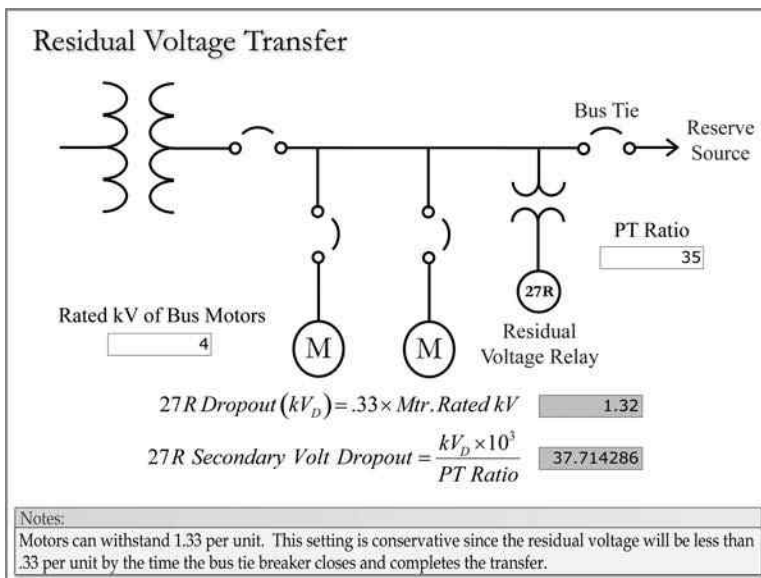 Residual Voltage Transfer
Bus Tie
Reserve
Source
PT Ratio
35
27R
Residual
Voltage Relay
Rated kV of Bus Motors
4
M
M
27R Dropout (kV_D) = .33 × Mtr. Rated kV
1.32
27R Secondary Volt Dropout = kV_D × 10³ / PT Ratio
37.714286
Notes:
Motors can withstand 1.33 per unit. This setting is conservative since the residual voltage will be less than
.33 per unit by the time the bus tie breaker closes and completes the transfer.